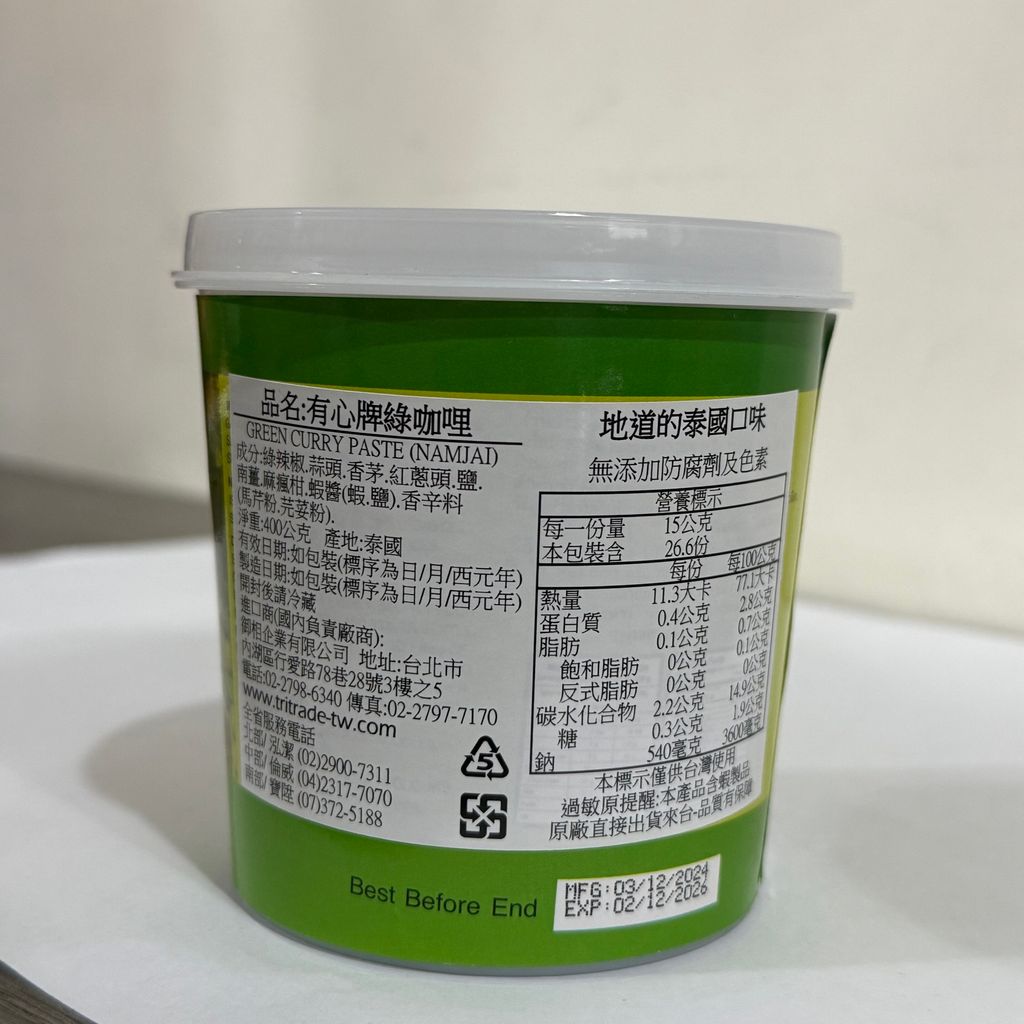 品名:有心牌綠咖哩
GREEN CURRY PASTE (NAMJAI)
成分:綠辣椒.蒜頭.香茅.紅蔥頭.鹽.
南薑.麻瘋柑.蝦醬(蝦.鹽).香辛料
(馬芹粉.芫荽粉).
淨重:400公克 產地:泰國
有效日期:如包裝(標序為日/月/西元年)
製造日期:如包裝(標序為日/月/西元年)
開封後請冷藏
進口商(國內負責廠商):
御相企業有限公司 地址:台北市
內湖區行愛路78巷28號3樓之5
電話:02-2798-6340 傳真:02-2797-7170
www.tritrade-tw.com
全省服務電話
北部/ 泓潔 (02)2900-7311
中部/ 倫威 (04)2317-7070
南部/ 寶陞 (07)372-5188
5
地道的泰國口味
無添加防腐劑及色素
營養標示
每一份量 15公克
本包裝含 26.6份
每份 每100公克
熱量 11.3大卡 77.1大卡
蛋白質 0.4公克 2.8公克
脂肪 0.1公克 0.7公克
飽和脂肪 0公克 0.1公克
反式脂肪 0公克 0公克
碳水化合物 2.2公克 14.9公克
糖 0.3公克 1.9公克
鈉 540毫克 3600毫克
本標示僅供台灣使用
過敏原提醒:本產品含蝦製品
原廠直接出貨來台-品質有保障
Best Before End
MFG:03/12/2024
EXP:02/12/2026